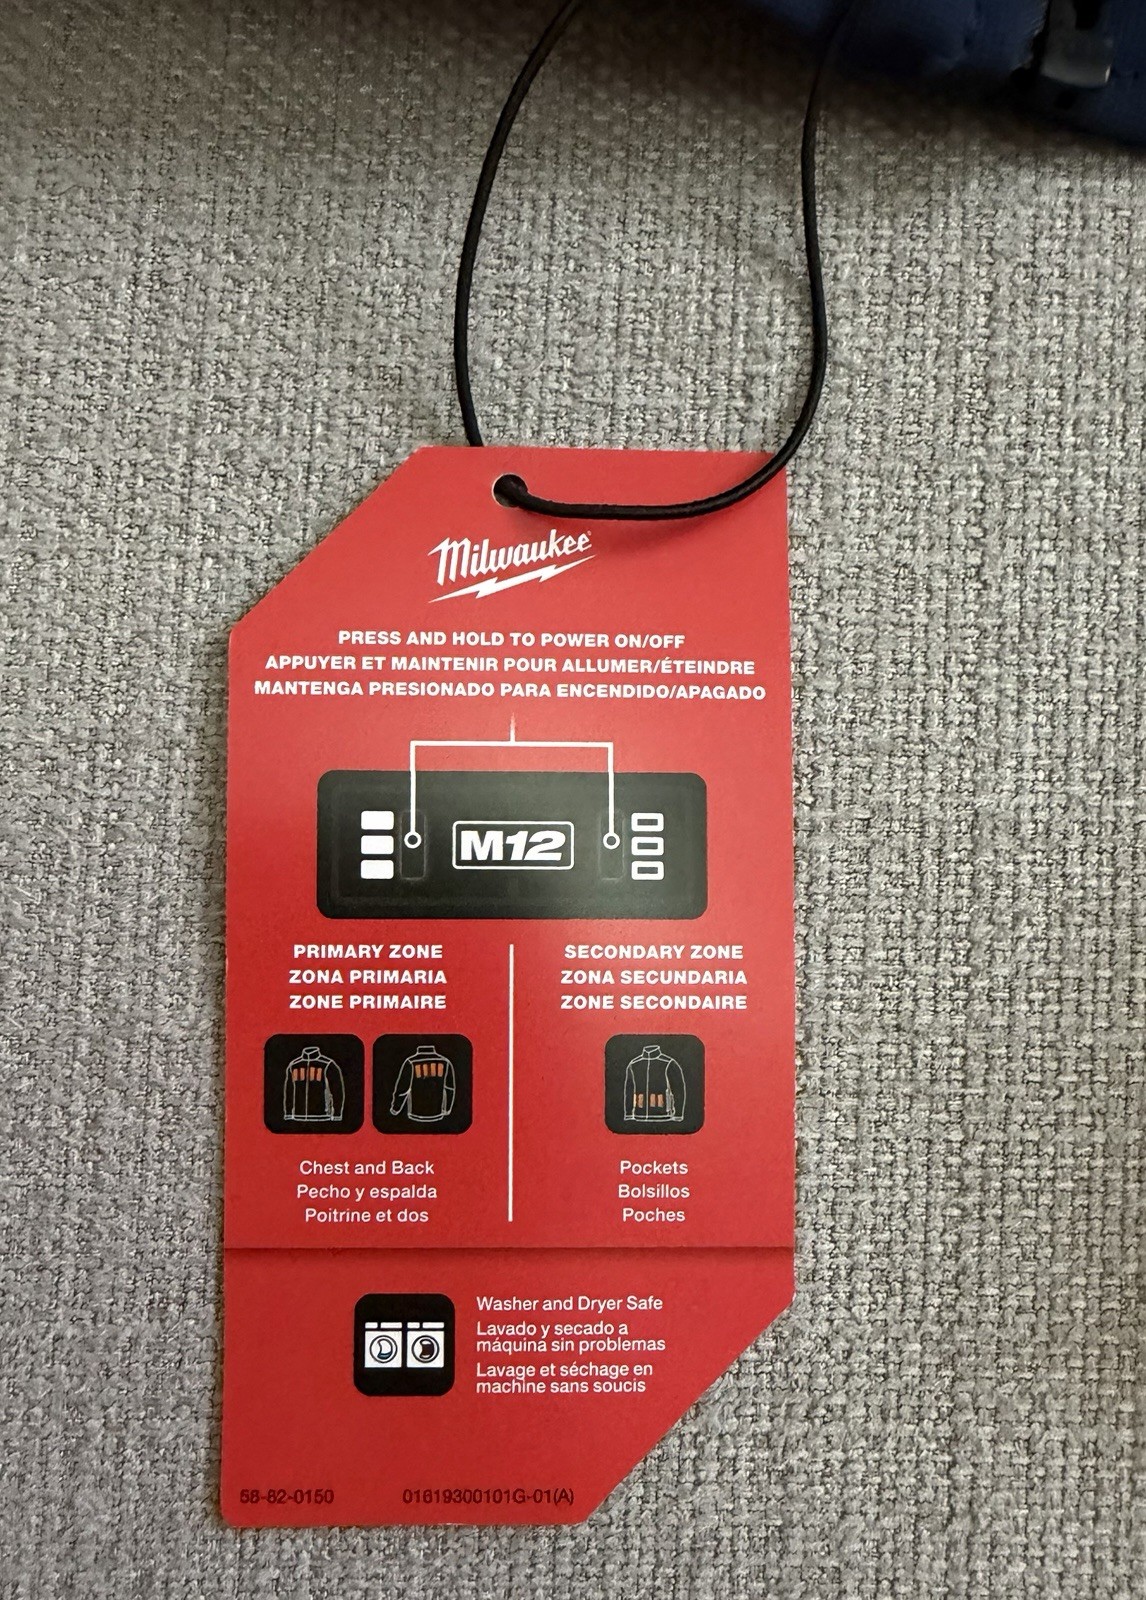 Milwaukee
PRESS AND HOLD TO POWER ON/OFF
APPUYER ET MAINTENIR POUR ALLUMER/ÉTEINDRE
MANTENGA PRESIONADO PARA ENCENDIDO/APAGADO
M12
PRIMARY ZONE
ZONA PRIMARIA
ZONE PRIMAIRE
SECONDARY ZONE
ZONA SECUNDARIA
ZONE SECONDAIRE
Chest and Back
Pecho y espalda
Poitrine et dos
Pockets
Bolsillos
Poches
Washer and Dryer Safe
Lavado y secado a
máquina sin problemas
Lavage et séchage en
machine sans soucis
58-82-0150
01819300101G-01(A)